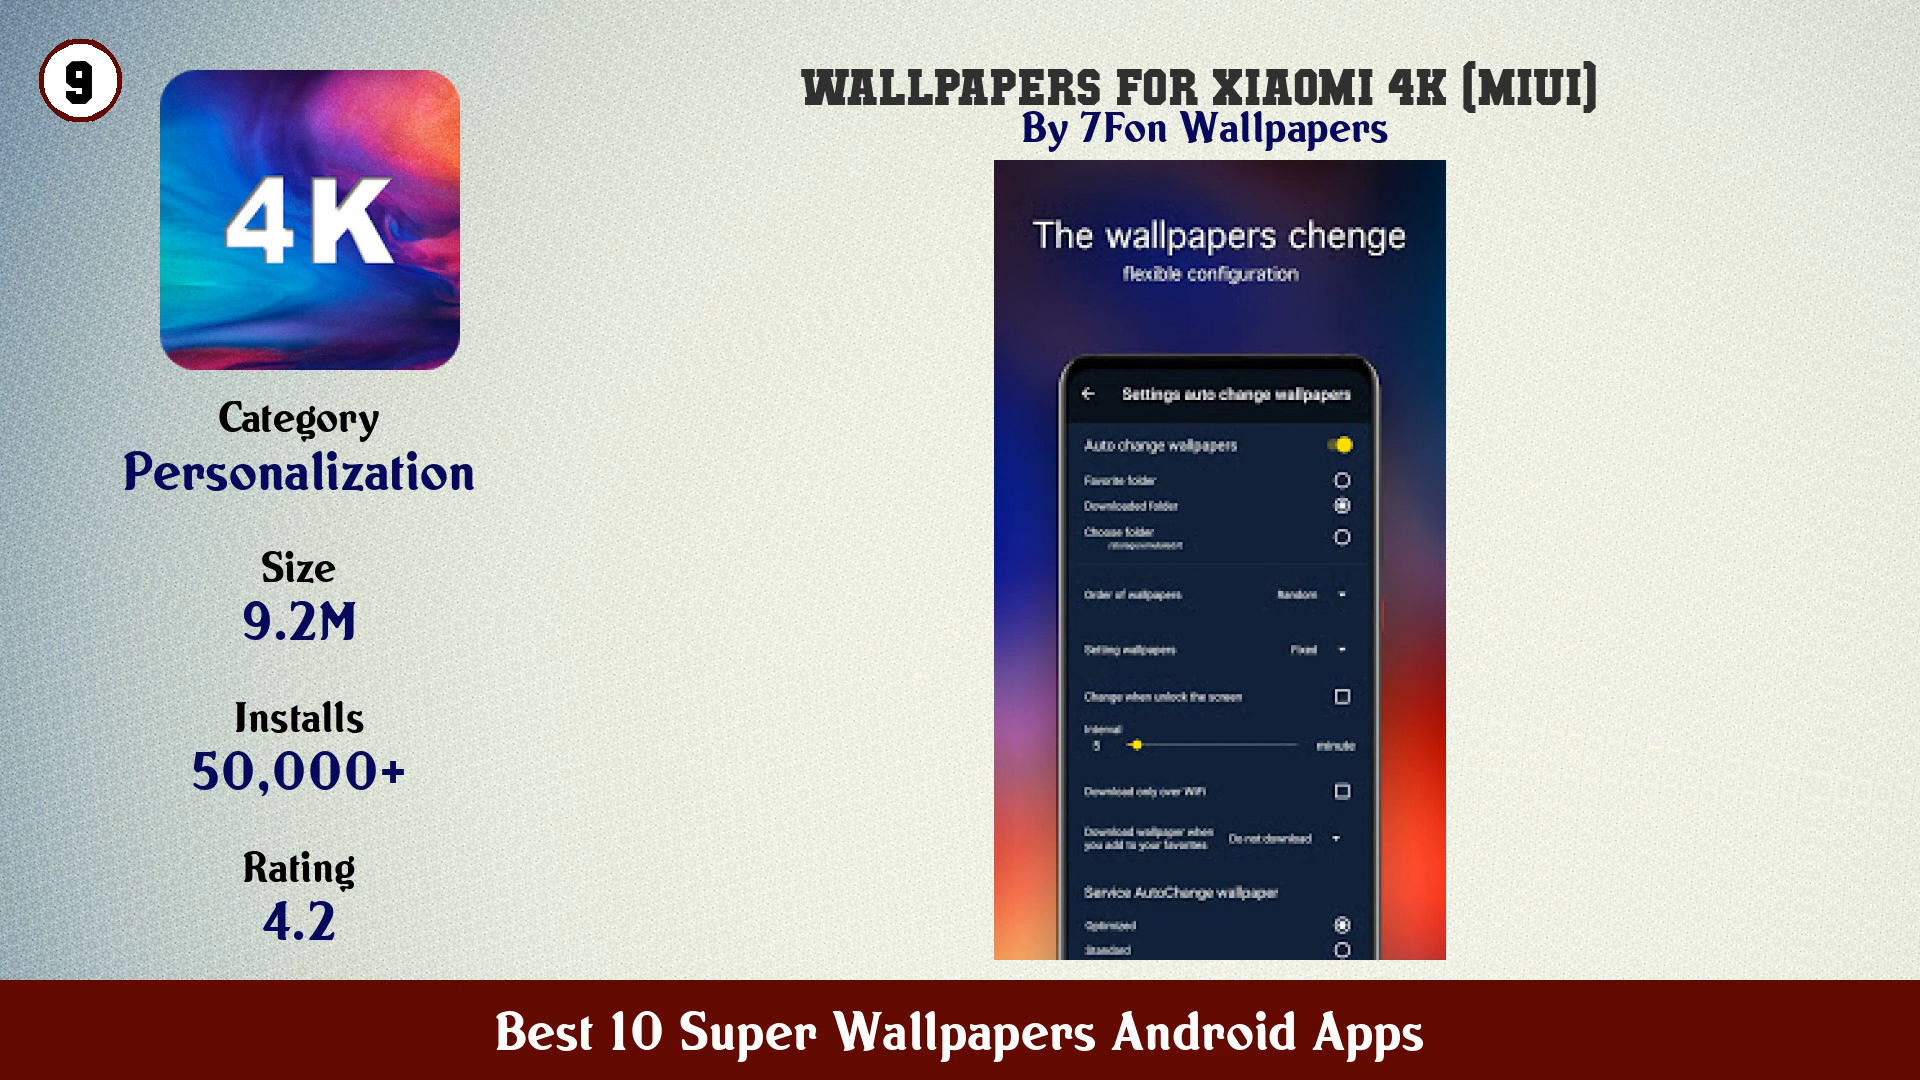 9
4K
Category
Personalization
Size
9.2M
Installs
50,000+
Rating
4.2
WALLPAPERS FOR XIAOMI 4K (MIUI)
By 7Fon Wallpapers
The wallpapers chenge
flexible configuration
Settings auto change wallpapers
Auto change wallpapers
Favorite folder
Downloaded folder
Choose folder
Order of wallpapers Random
Setting wallpapers Fixed
Change when unlock the screen
Interval
5 minute
Download only over WiFi
Download wallpaper when
you add to your favorites Do not download
Service AutoChange wallpaper
Optimized
Standard
Best 10 Super Wallpapers Android Apps